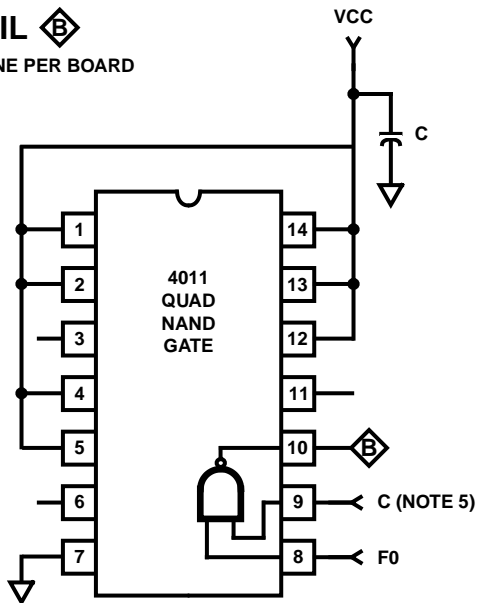 IL B
NE PER BOARD
VCC
C
1
2
3
4
5
6
7
4011
QUAD
NAND
GATE
14
13
12
11
10
9
8
B
C (NOTE 5)
F0